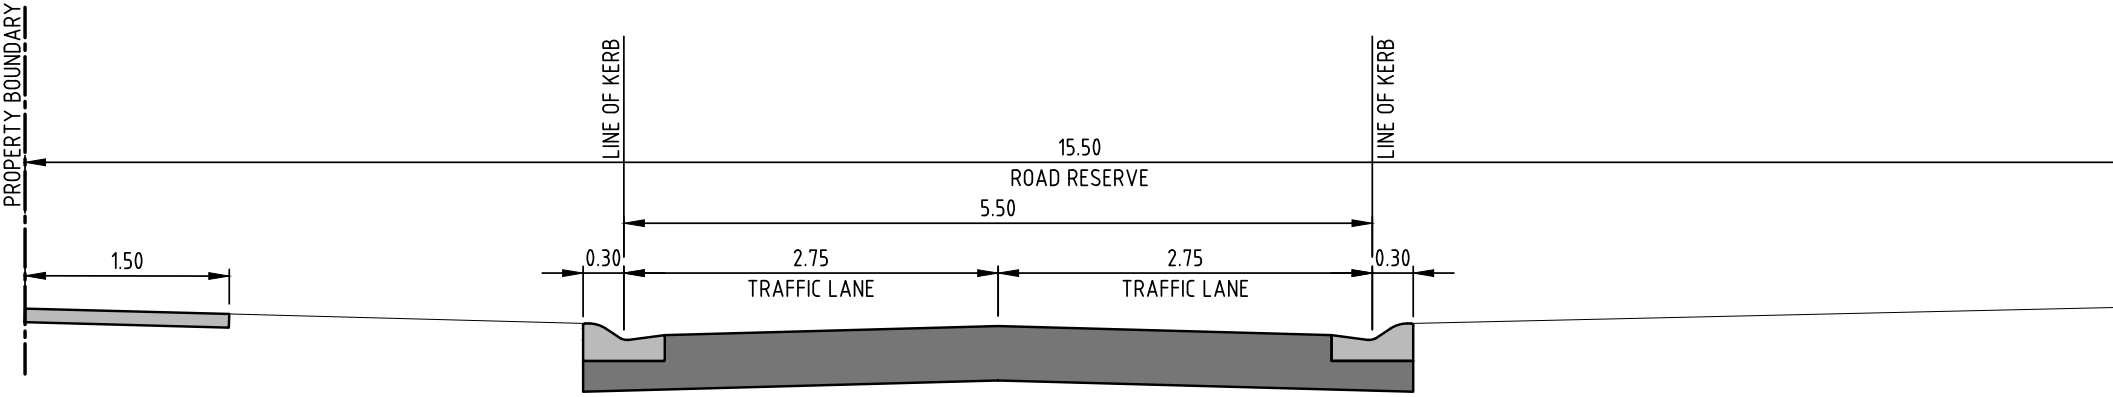 PROPERTY BOUNDARY
LINE OF KERB
LINE OF KERB
15.50
ROAD RESERVE
5.50
1.50
0.30
2.75
2.75
0.30
TRAFFIC LANE
TRAFFIC LANE